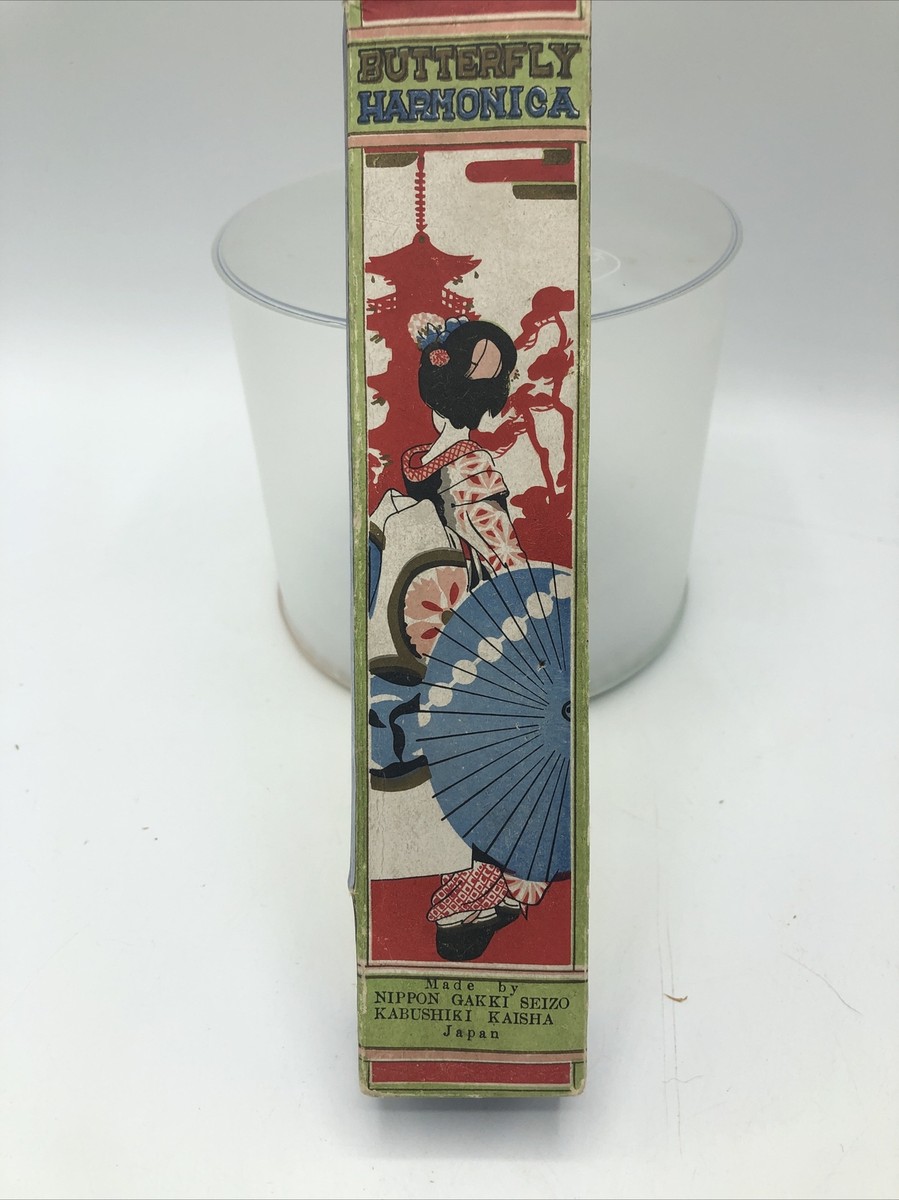 BUTTERFLY
HARMONICA
Made by
NIPPON GAKKI SEIZO
KABUSHIKI KAISHA
Japan